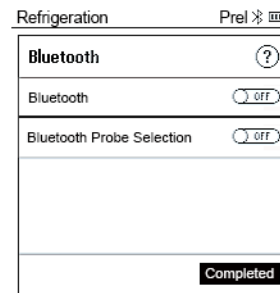 Refrigeration Prel
Bluetooth ?
Bluetooth OFF
Bluetooth Probe Selection OFF
Completed